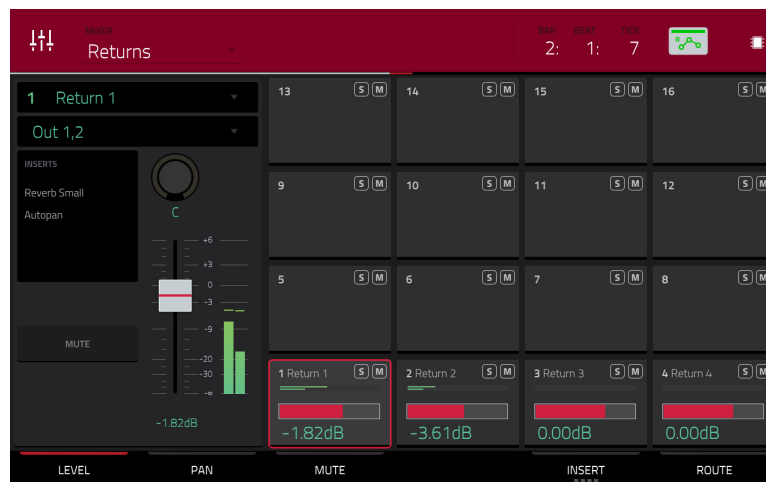 MIXER
Returns
BAR BEAT TICK
2: 1: 7
R
1 Return 1
Out 1,2
INSERTS
Reverb Small
Autopan
C
+6
+3
0
-3
-9
-20
-30
-∞
MUTE
-1.82dB
13 S M
14 S M
15 S M
16 S M
9 S M
10 S M
11 S M
12 S M
5 S M
6 S M
7 S M
8 S M
1 Return 1 S M
2 Return 2 S M
3 Return 3 S M
4 Return 4 S M
-1.82dB
-3.61dB
0.00dB
0.00dB
LEVEL PAN MUTE INSERT ROUTE